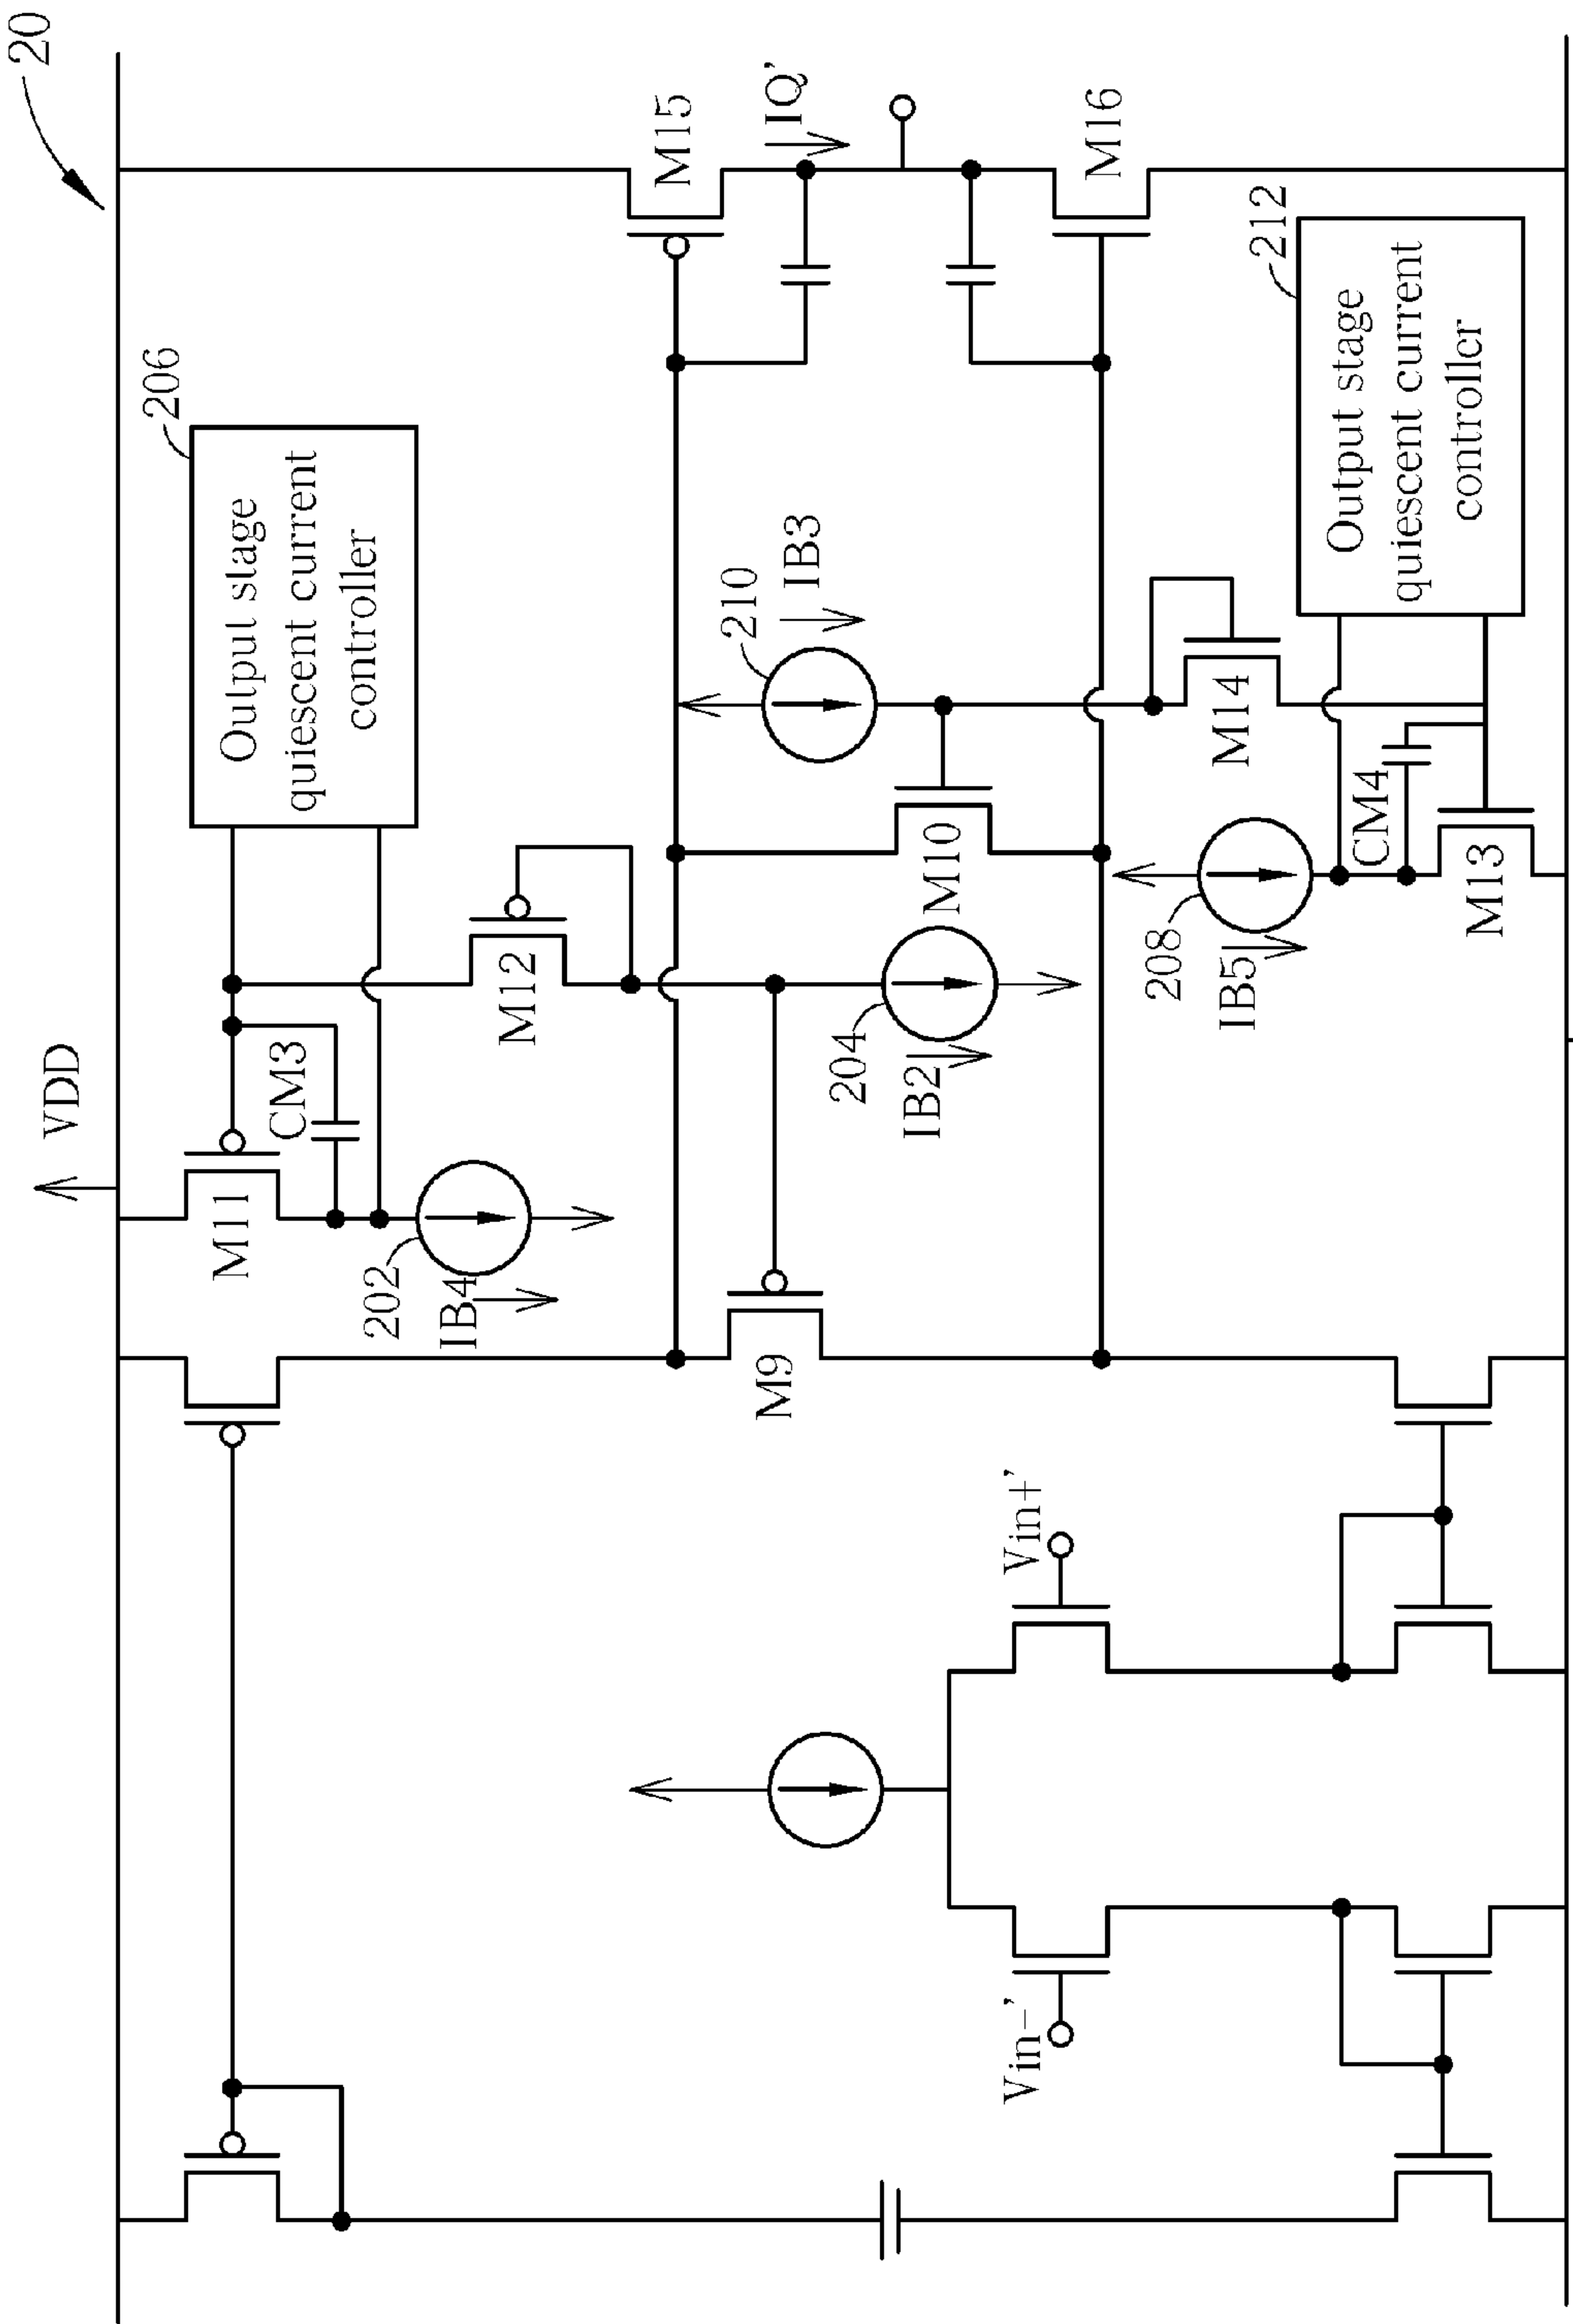 20
VDD
206
Output stage
quiescent current
controller
M11
CM3
M12
202
IB4
M15
IQ'
210
IB3
M9
M10
204
IB2
M16
212
Output stage
quiescent current
controller
M14
CM4
208
IB5
M13
Vin+'
Vin−'